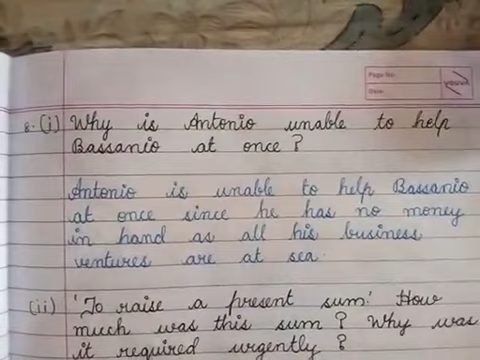 Page No.
Date
youva
8. (i) Why is Antonio unable to help
Bassanio at once ?
Antonio is unable to help Bassanio
at once since he has no money
in hand as all his business
ventures are at sea.
(ii) 'To raise a present sum.' How
much was this sum ? Why was
it required urgently ?